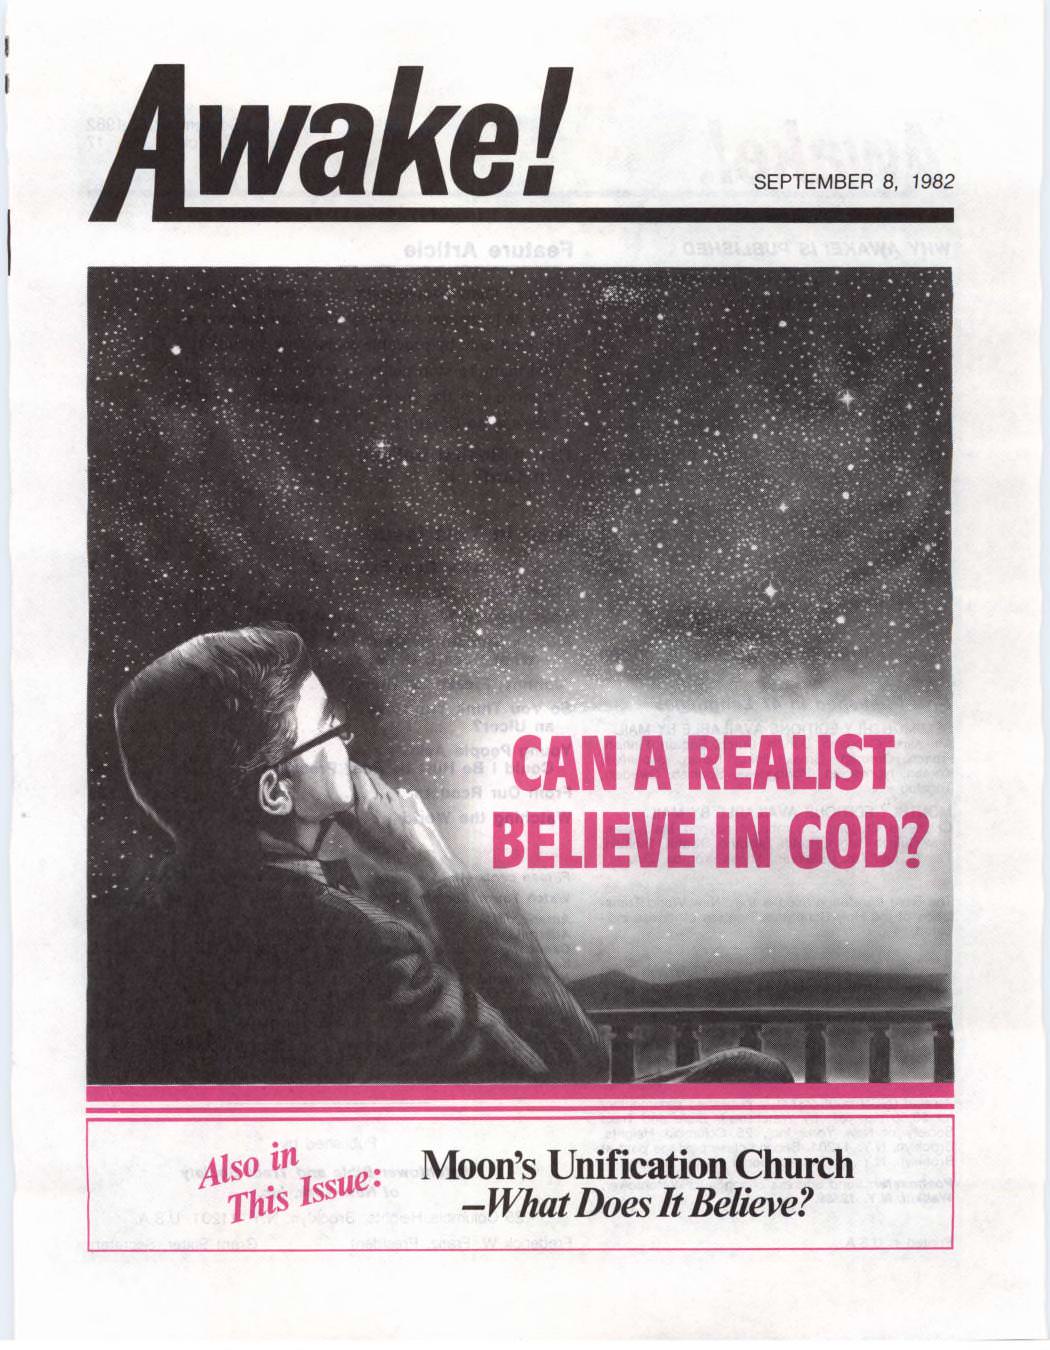 Awake!
SEPTEMBER 8, 1982
CAN A REALIST
BELIEVE IN GOD?
Also in
This Issue:
Moon's Unification Church
–What Does It Believe?